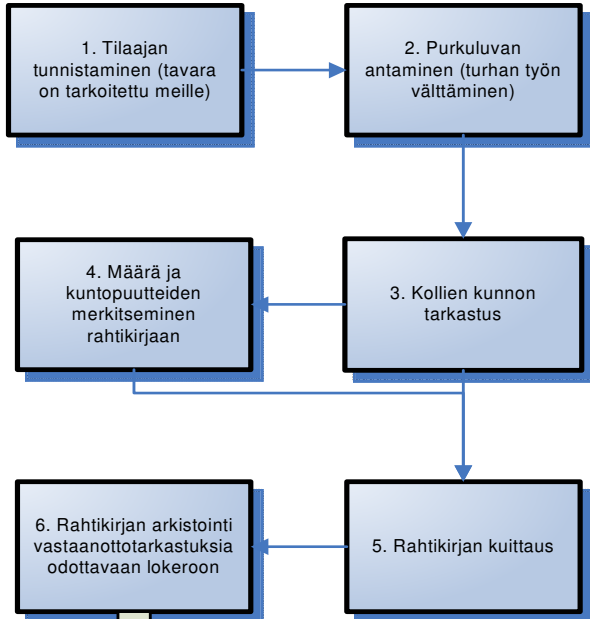 1. Tilaajan
tunnistaminen (tavara
on tarkoitettu meille)
2. Purkuluvan
antaminen (turhan työn
välttäminen)
3. Kollien kunnon
tarkastus
4. Määrä ja
kuntopuutteiden
merkitseminen
rahtikirjaan
5. Rahtikirjan kuittaus
6. Rahtikirjan arkistointi
vastaanottotarkastuksia
odottavaan lokeroon